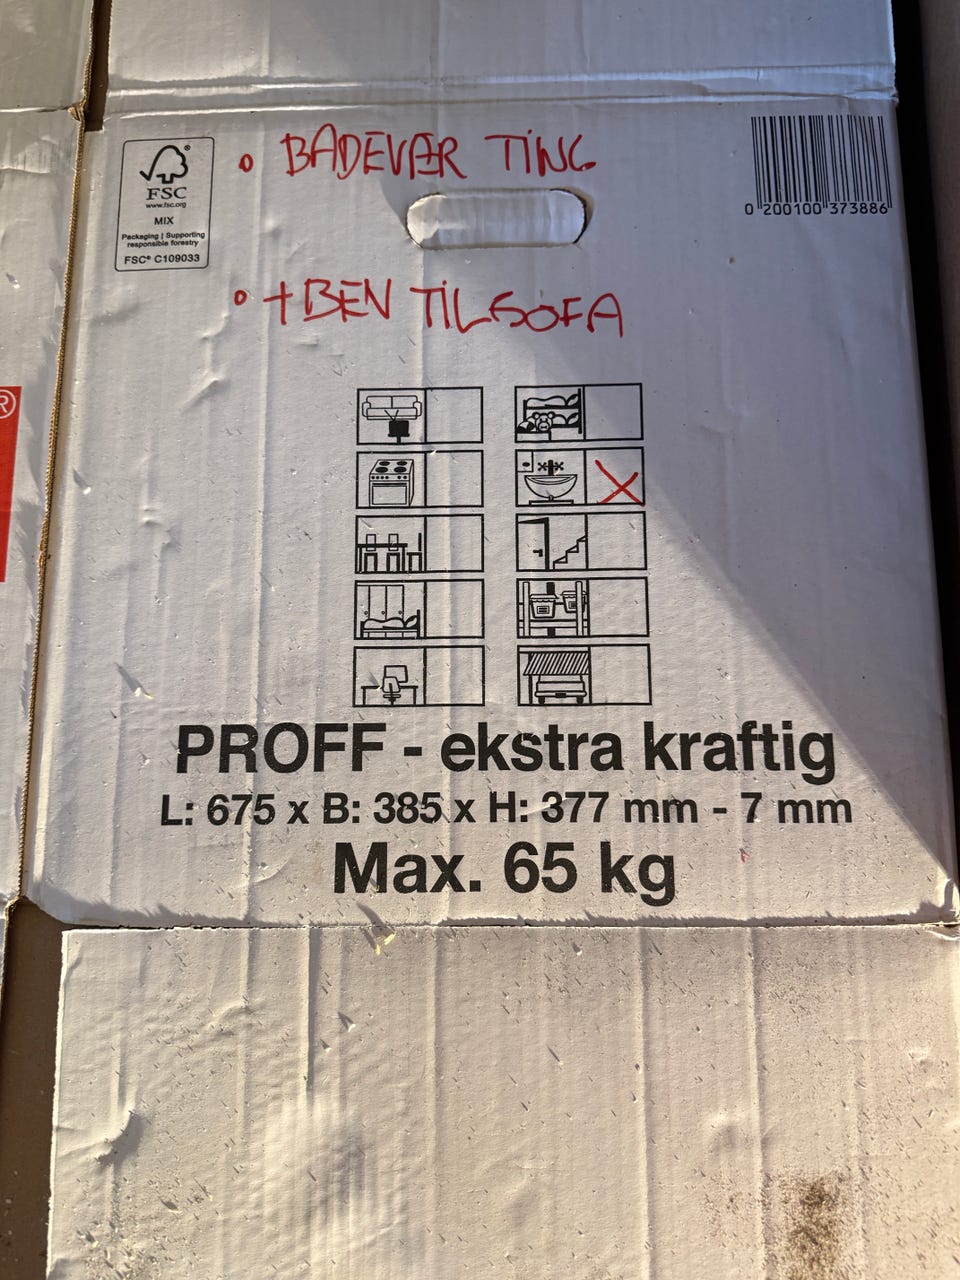 • BADEVÆR TING
FSC®
www.fsc.org
MIX
Packaging | Supporting
responsible forestry
FSC® C109033
0 200100 373886
• + BEN TIL SOFA
®
PROFF - ekstra kraftig
L: 675 x B: 385 x H: 377 mm - 7 mm
Max. 65 kg